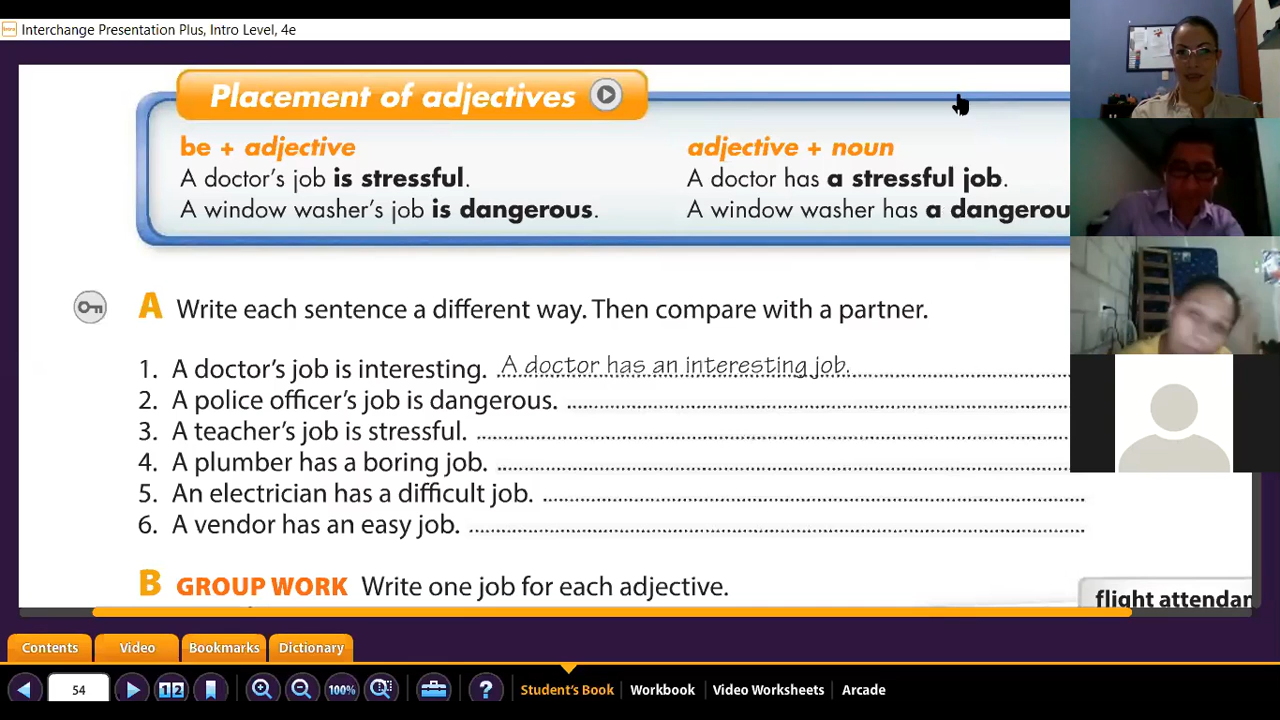 Interchange Presentation Plus, Intro Level, 4e
Placement of adjectives
be + adjective
A doctor's job is stressful.
A window washer's job is dangerous.
adjective + noun
A doctor has a stressful job.
A window washer has a dangerou
A Write each sentence a different way. Then compare with a partner.
1. A doctor's job is interesting. A doctor has an interesting job.
2. A police officer's job is dangerous.
3. A teacher's job is stressful.
4. A plumber has a boring job.
5. An electrician has a difficult job.
6. A vendor has an easy job.
B GROUP WORK Write one job for each adjective.
flight attendan
Contents Video Bookmarks Dictionary
54 12 100% ? Student's Book Workbook Video Worksheets Arcade